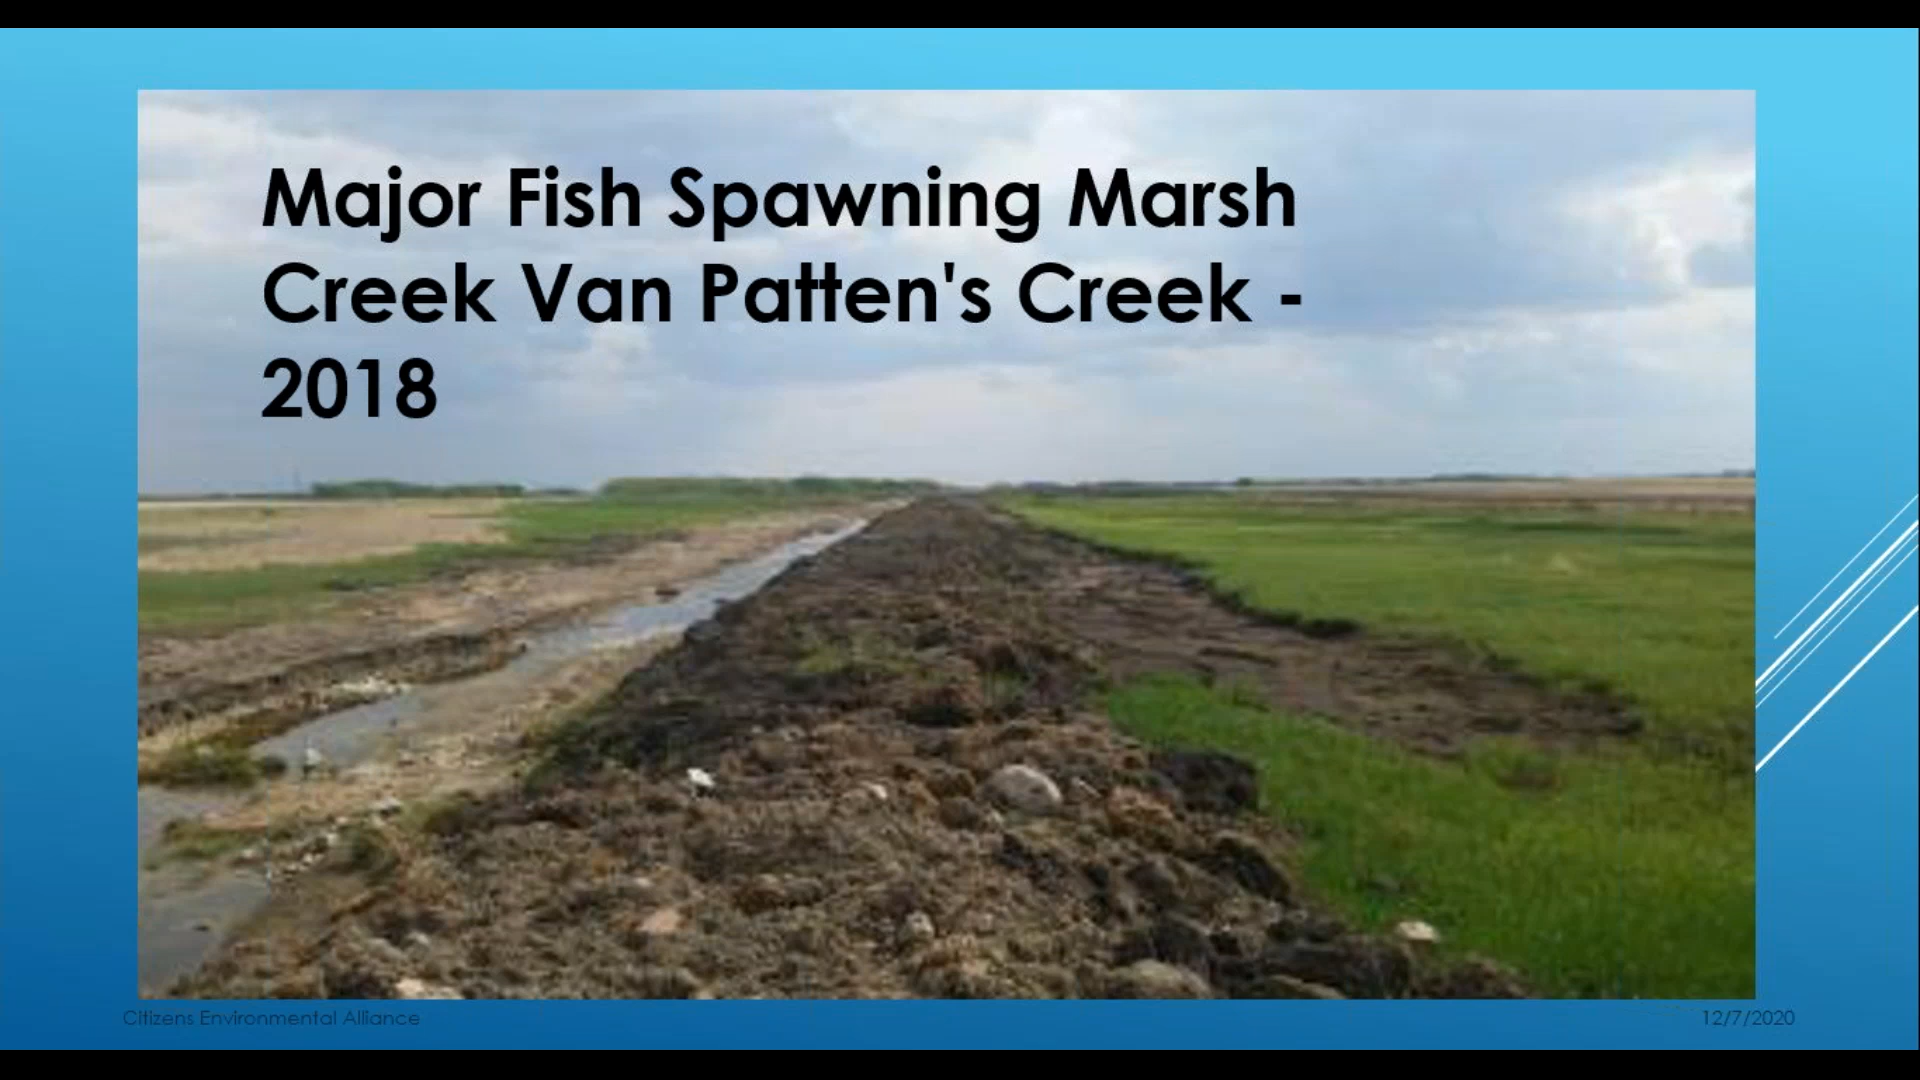 Major Fish Spawning Marsh
Creek Van Patten's Creek -
2018
Citizens Environmental Alliance
12/7/2020